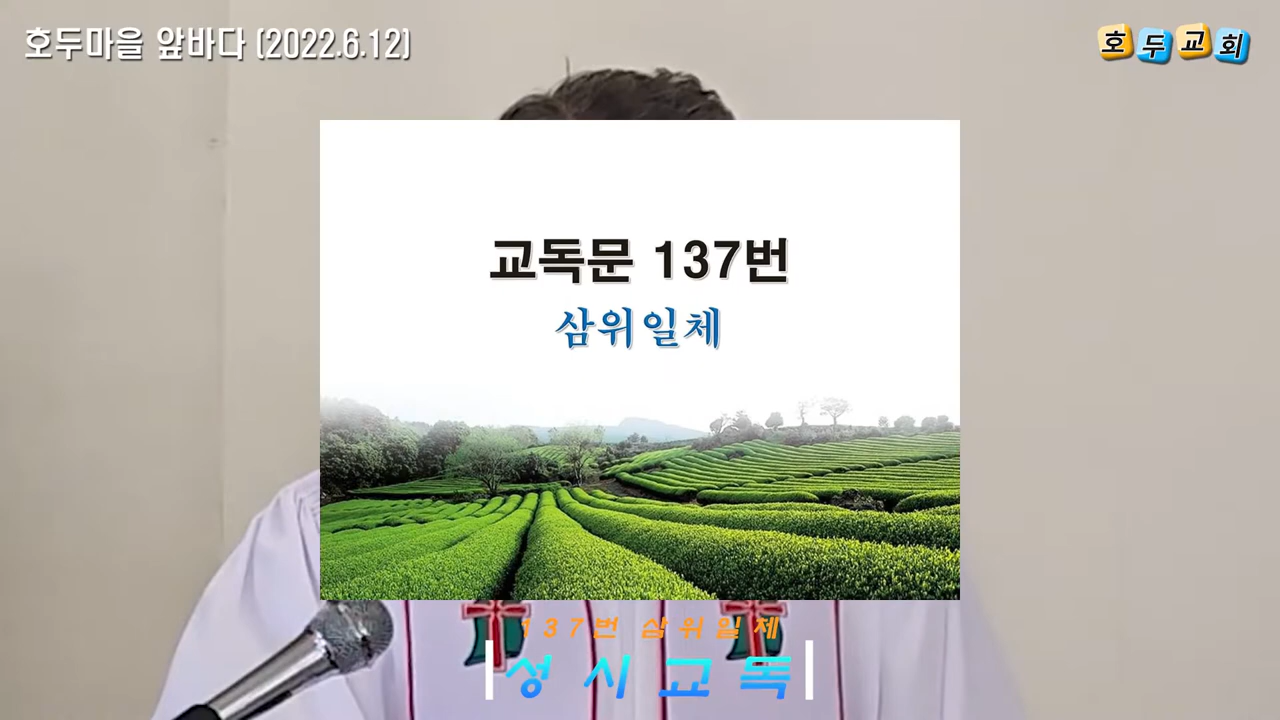 호두마을 앞바다 (2022.6.12)
호두교회
교독문 137번
삼위일체
137번 삼위일체
성시교독